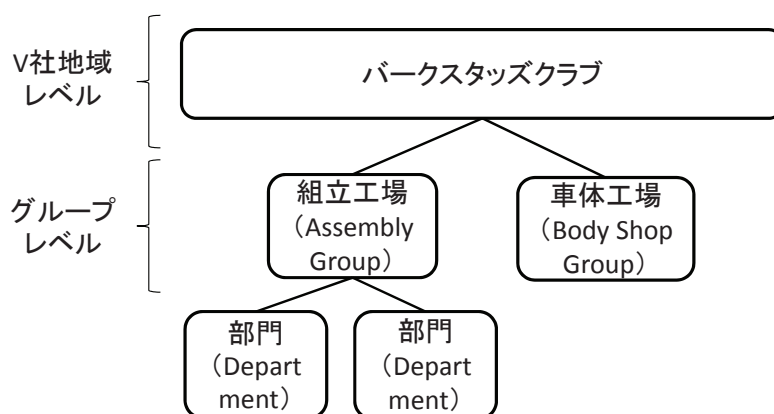 V社地域
レベル
バークスタッズクラブ
グループ
レベル
組立工場
（Assembly
Group）
車体工場
（Body Shop
Group）
部門
（Depart
ment）
部門
（Depart
ment）